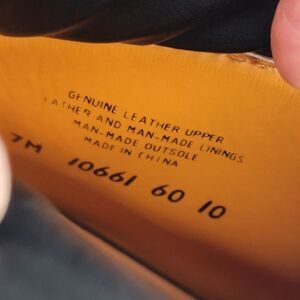 GENUINE LEATHER UPPER
LEATHER AND MAN-MADE LININGS
MAN-MADE OUTSOLE
MADE IN CHINA
7M 10661 60 10